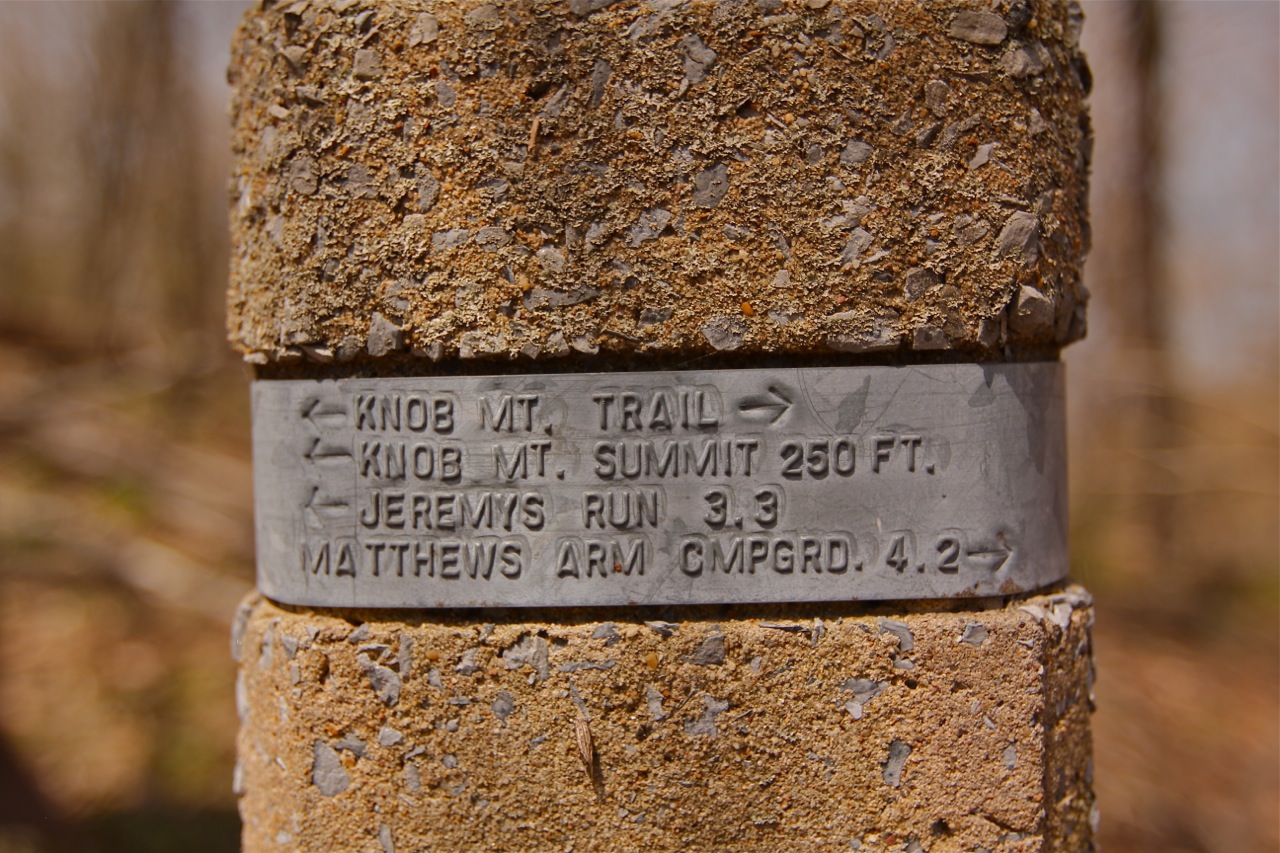 ← KNOB MT. TRAIL →
← KNOB MT. SUMMIT 250 FT.
← JEREMYS RUN 3.3
MATTHEWS ARM CMPGRD. 4.2 →